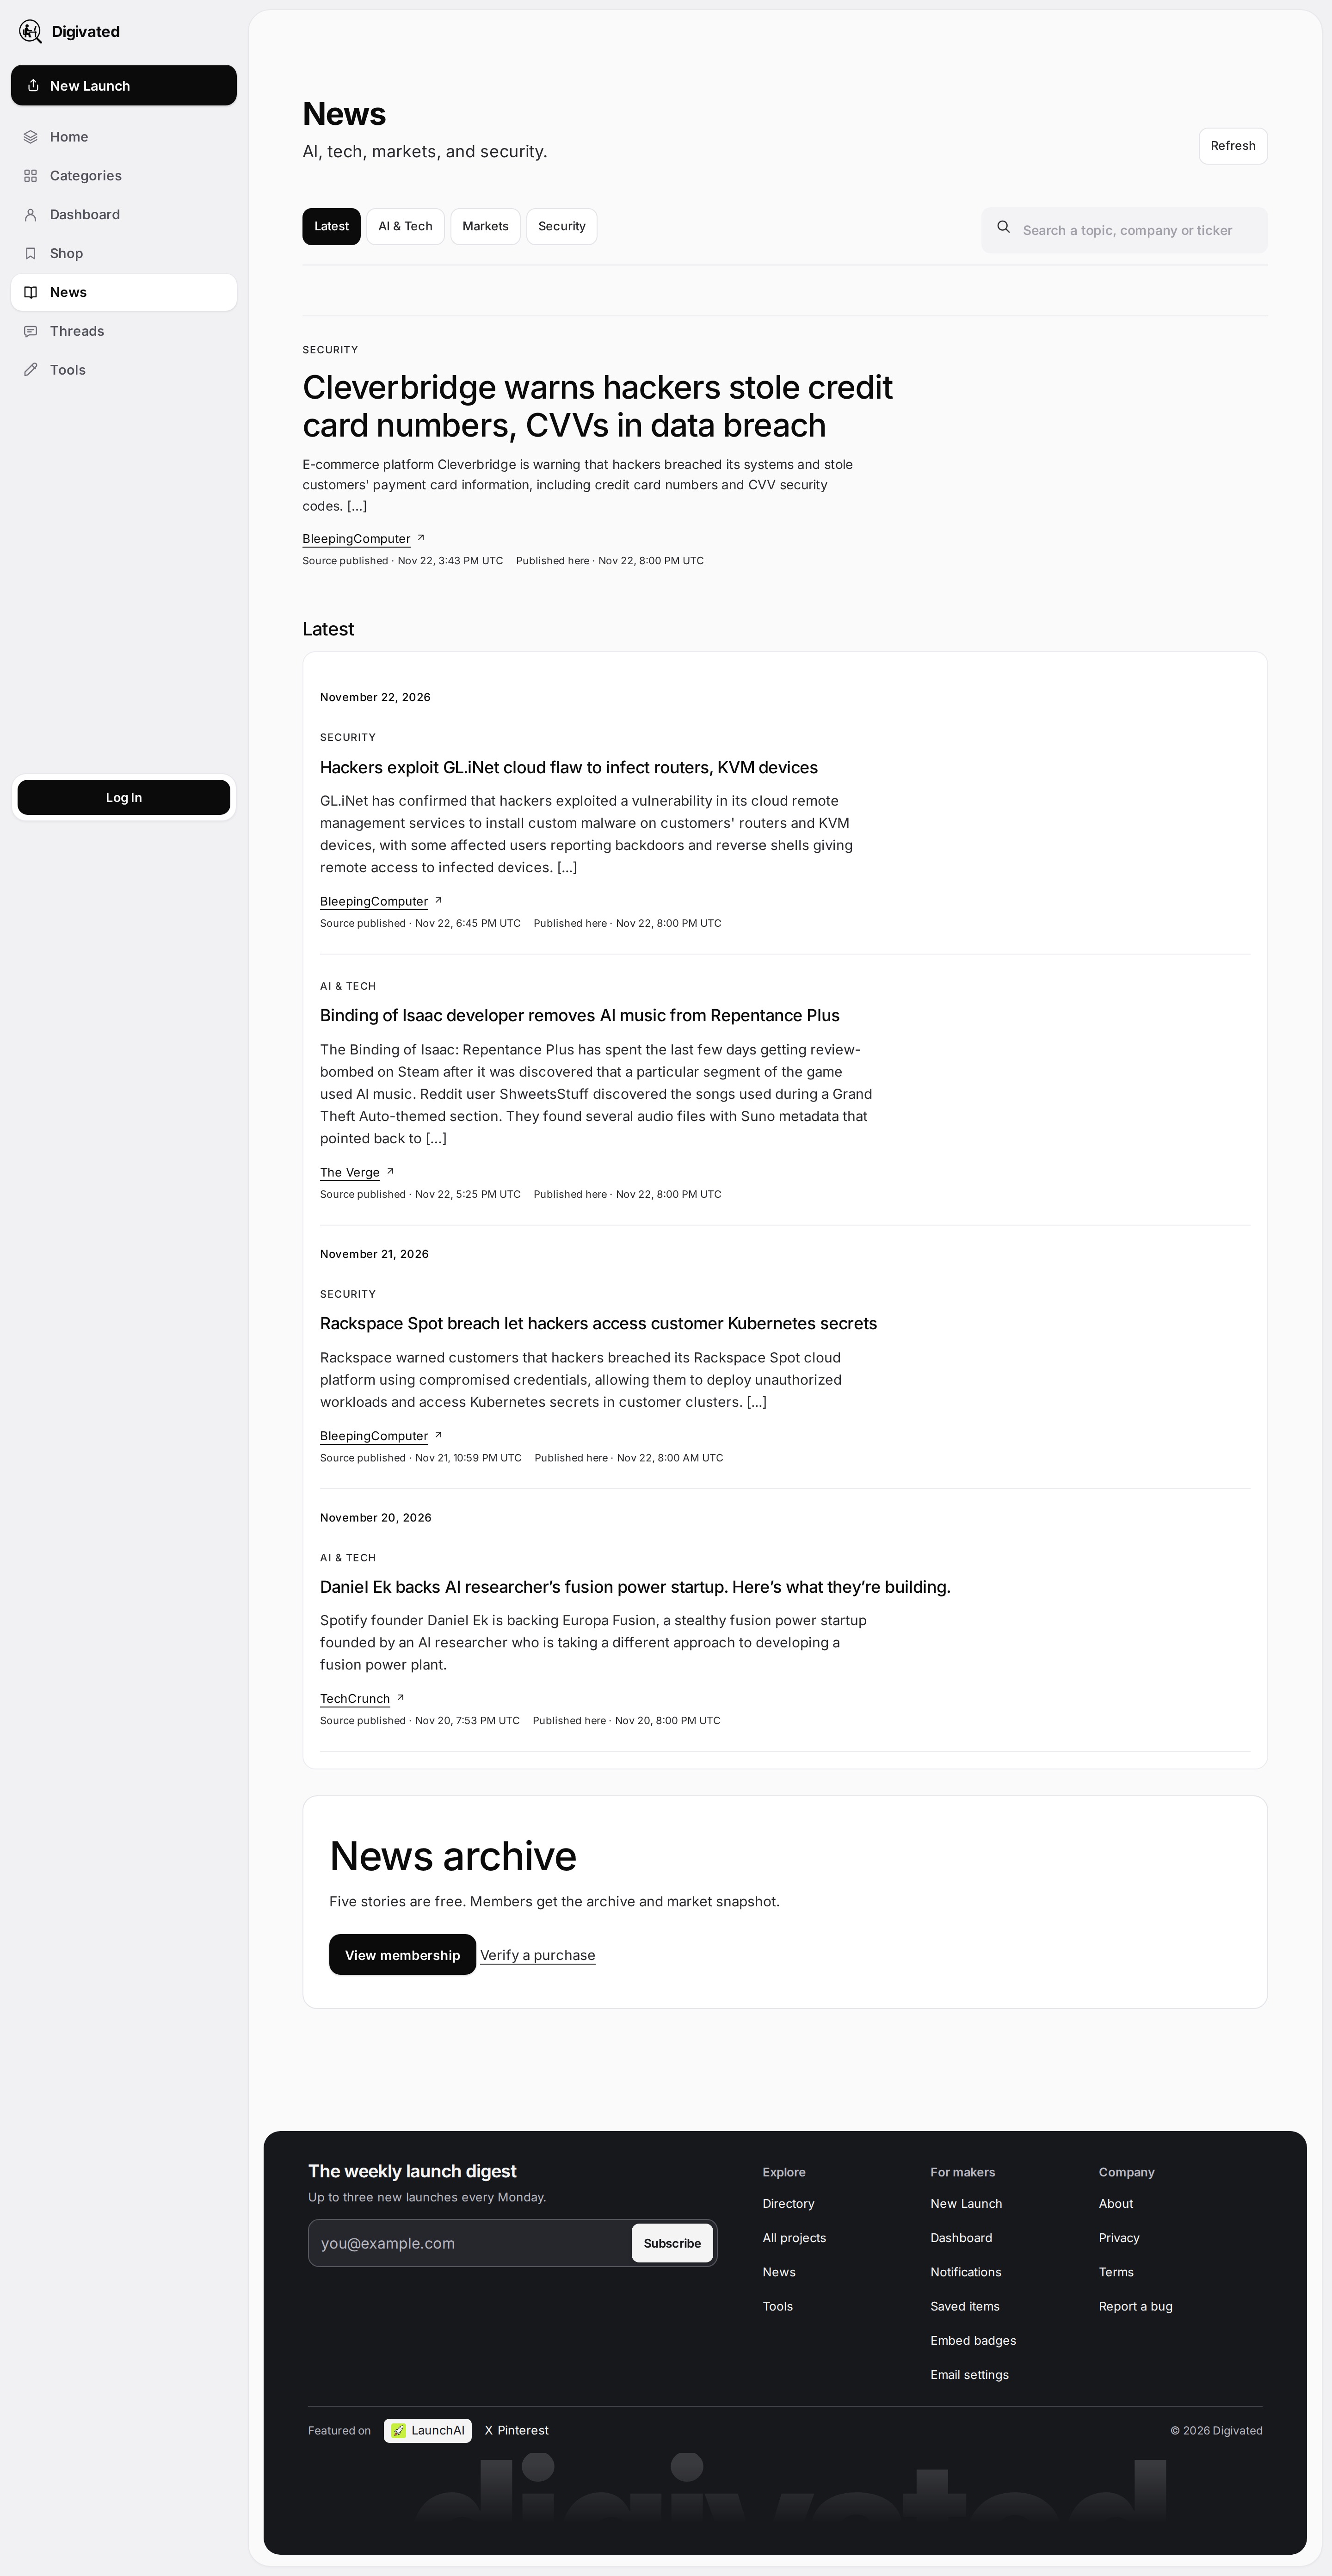 Digivated
New Launch
Home
Categories
Dashboard
Shop
News
Threads
Tools
Log In
News
AI, tech, markets, and security.
Refresh
Latest
AI & Tech
Markets
Security
Search a topic, company or ticker
SECURITY
Cleverbridge warns hackers stole credit
card numbers, CVVs in data breach
E-commerce platform Cleverbridge is warning that hackers breached its systems and stole
customers' payment card information, including credit card numbers and CVV security
codes. [...]
BleepingComputer ↗
Source published · Nov 22, 3:43 PM UTC Published here · Nov 22, 8:00 PM UTC
Latest
November 22, 2026
SECURITY
Hackers exploit GL.iNet cloud flaw to infect routers, KVM devices
GL.iNet has confirmed that hackers exploited a vulnerability in its cloud remote
management services to install custom malware on customers' routers and KVM
devices, with some affected users reporting backdoors and reverse shells giving
remote access to infected devices. [...]
BleepingComputer ↗
Source published · Nov 22, 6:45 PM UTC Published here · Nov 22, 8:00 PM UTC
AI & TECH
Binding of Isaac developer removes AI music from Repentance Plus
The Binding of Isaac: Repentance Plus has spent the last few days getting review-
bombed on Steam after it was discovered that a particular segment of the game
used AI music. Reddit user ShweetsStuff discovered the songs used during a Grand
Theft Auto-themed section. They found several audio files with Suno metadata that
pointed back to [...]
The Verge ↗
Source published · Nov 22, 5:25 PM UTC Published here · Nov 22, 8:00 PM UTC
November 21, 2026
SECURITY
Rackspace Spot breach let hackers access customer Kubernetes secrets
Rackspace warned customers that hackers breached its Rackspace Spot cloud
platform using compromised credentials, allowing them to deploy unauthorized
workloads and access Kubernetes secrets in customer clusters. [...]
BleepingComputer ↗
Source published · Nov 21, 10:59 PM UTC Published here · Nov 22, 8:00 AM UTC
November 20, 2026
AI & TECH
Daniel Ek backs AI researcher’s fusion power startup. Here’s what they’re building.
Spotify founder Daniel Ek is backing Europa Fusion, a stealthy fusion power startup
founded by an AI researcher who is taking a different approach to developing a
fusion power plant.
TechCrunch ↗
Source published · Nov 20, 7:53 PM UTC Published here · Nov 20, 8:00 PM UTC
News archive
Five stories are free. Members get the archive and market snapshot.
View membership Verify a purchase
The weekly launch digest
Up to three new launches every Monday.
you@example.com
Subscribe
Explore
Directory
All projects
News
Tools
For makers
New Launch
Dashboard
Notifications
Saved items
Embed badges
Email settings
Company
About
Privacy
Terms
Report a bug
Featured on LaunchAI X Pinterest
© 2026 Digivated
digivated